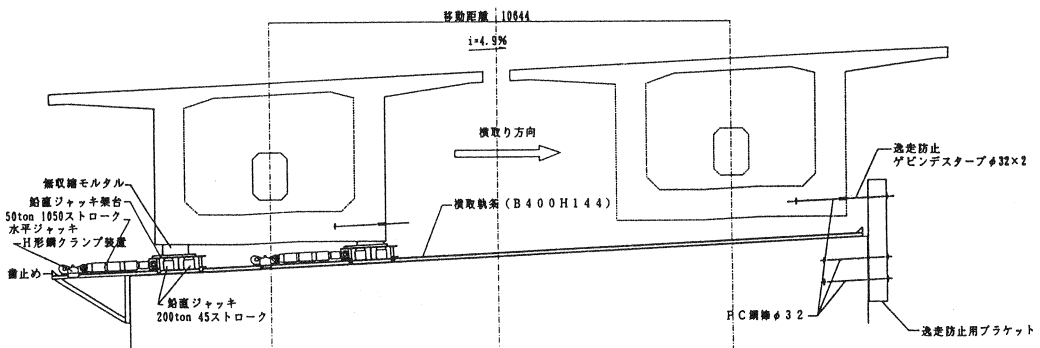 移動距離 10644
i=4.9%
横取り方向
無収縮モルタル
鉛直ジャッキ架台
50ton 1050ストローク
水平ジャッキ
H形鋼クランプ装置
歯止め
鉛直ジャッキ
200ton 45ストローク
横取軌条(B400H144)
逸走防止
ゲビンデスターブφ32×2
PC鋼棒φ32
逸走防止用ブラケット